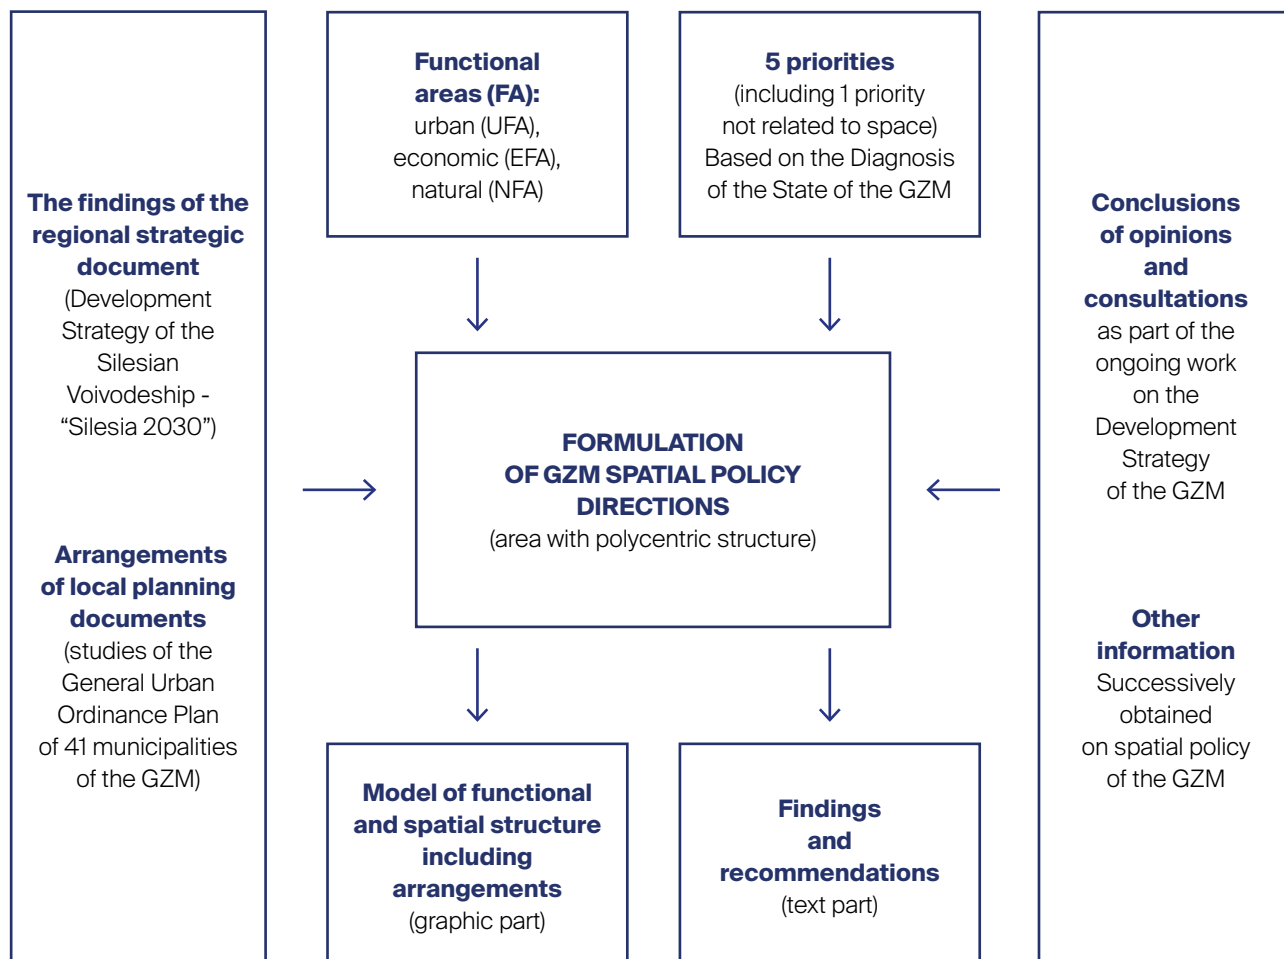 The findings of the
regional strategic
document
(Development
Strategy of the
Silesian
Voivodeship -
“Silesia 2030”)
Arrangements
of local planning
documents
(studies of the
General Urban
Ordinance Plan
of 41 municipalities
of the GZM)
Functional
areas (FA):
urban (UFA),
economic (EFA),
natural (NFA)
5 priorities
(including 1 priority
not related to space)
Based on the Diagnosis
of the State of the GZM
FORMULATION
OF GZM SPATIAL POLICY
DIRECTIONS
(area with polycentric structure)
Model of functional
and spatial structure
including
arrangements
(graphic part)
Findings
and
recommendations
(text part)
Conclusions
of opinions
and
consultations
as part of the
ongoing work
on the
Development
Strategy
of the GZM
Other
information
Successively
obtained
on spatial policy
of the GZM